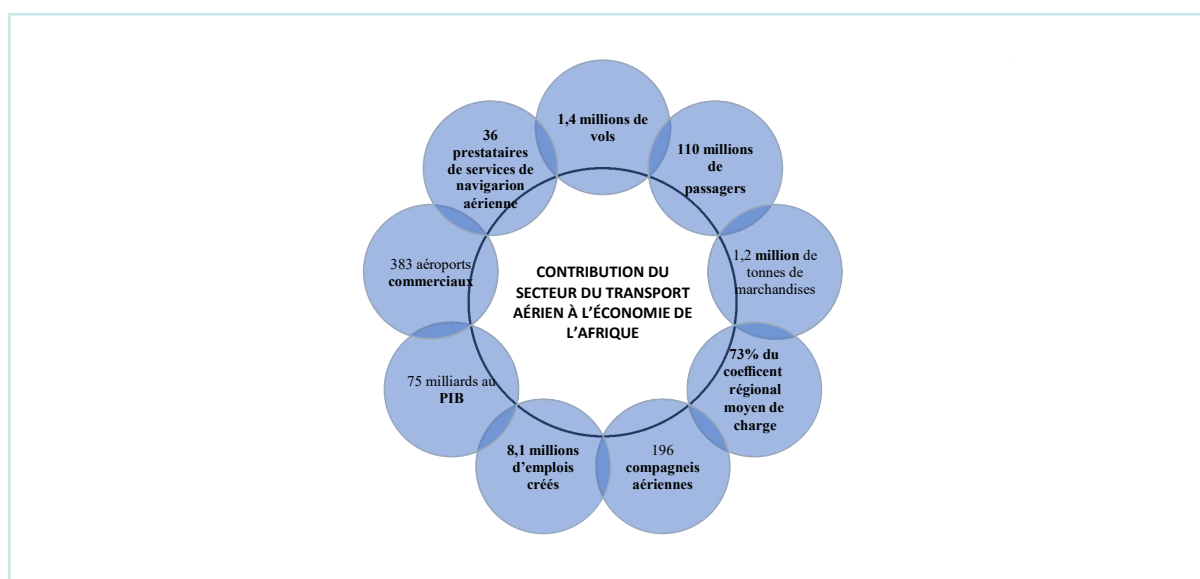 1,4 millions de
vols
110 millions
de
passagers
1,2 million de
tonnes de
marchandises
73% du
coefficent
régional
moyen de
charge
196
compagneis
aériennes
8,1 millions
d'emplois
créés
75 milliards au
PIB
383 aéroports
commerciaux
36
prestataires
de services de
navigarion
aérienne
CONTRIBUTION DU
SECTEUR DU TRANSPORT
AÉRIEN À L'ÉCONOMIE DE
L'AFRIQUE